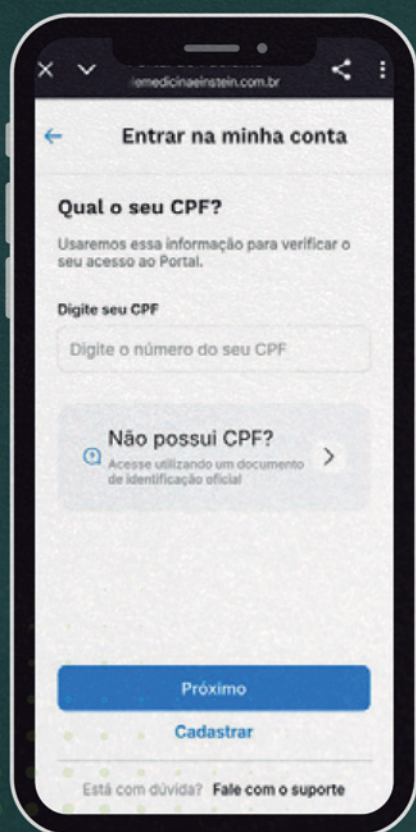 emedicinaeinstein.com.br
Entrar na minha conta
Qual o seu CPF?
Usaremos essa informação para verificar o
seu acesso ao Portal.
Digite seu CPF
Digite o número do seu CPF
Não possui CPF?
Acesse utilizando um documento
de identificação oficial
Próximo
Cadastrar
Está com dúvida? Fale com o suporte